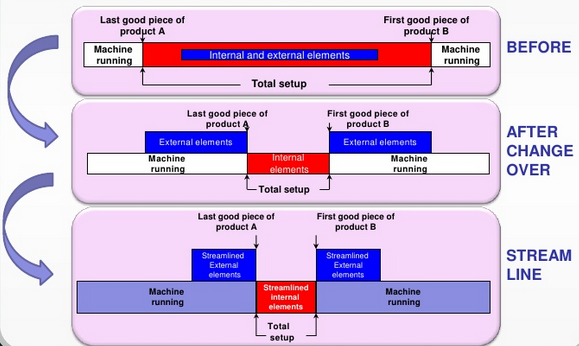 Last good piece of
product A
First good piece of
product B
Machine
running
Internal and external elements
Machine
running
Total setup
BEFORE
Last good piece of
product A
First good piece of
product B
External elements
External elements
Machine
running
Internal
elements
Machine
running
Total setup
AFTER
CHANGE
OVER
Last good piece of
product A
First good piece of
product B
Streamlined
External
elements
Streamlined
External
elements
Machine
running
Streamlined
internal
elements
Machine
running
Total
setup
STREAM
LINE